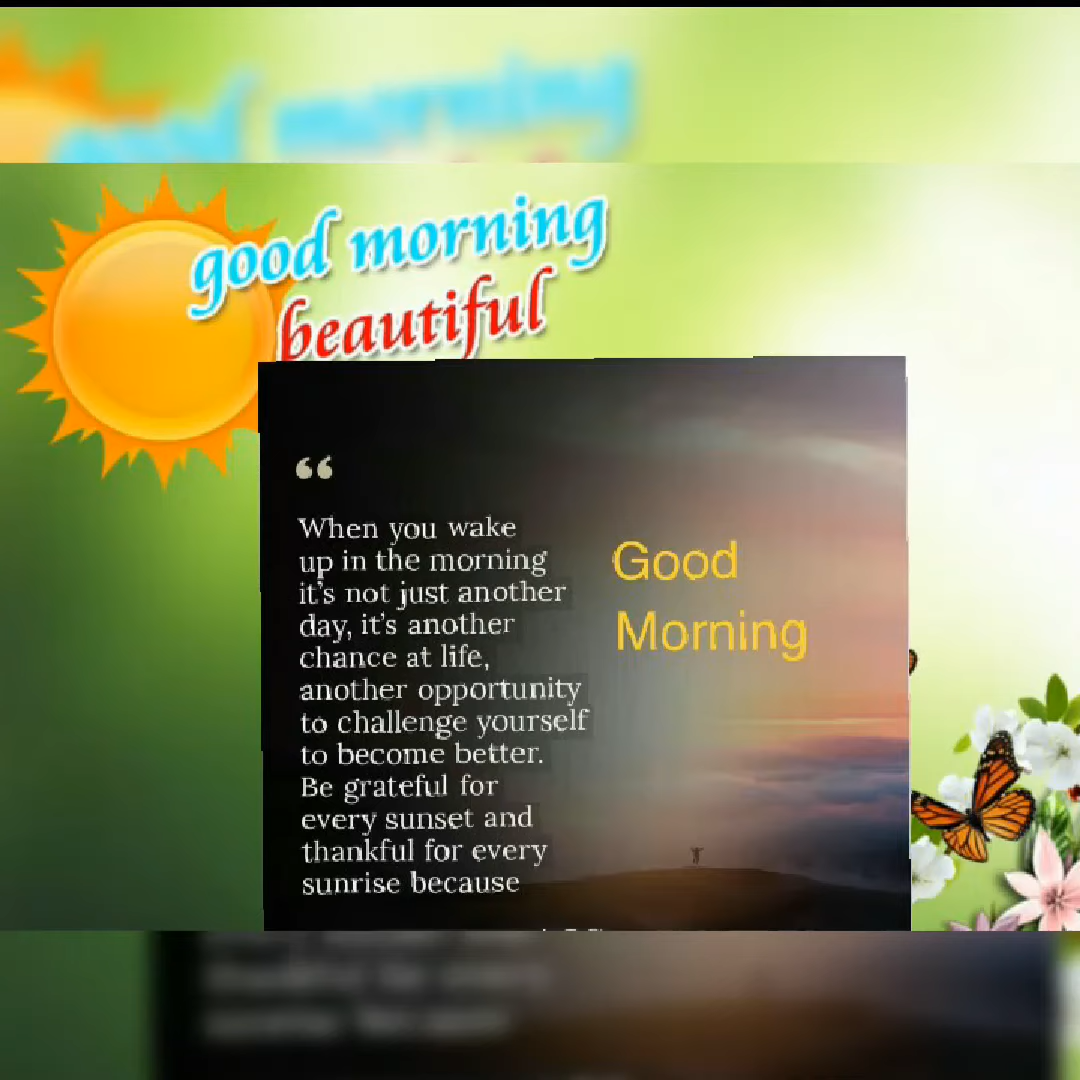 good morning
beautiful
“
When you wake
up in the morning
it's not just another
day, it's another
chance at life,
another opportunity
to challenge yourself
to become better.
Be grateful for
every sunset and
thankful for every
sunrise because
Good
Morning